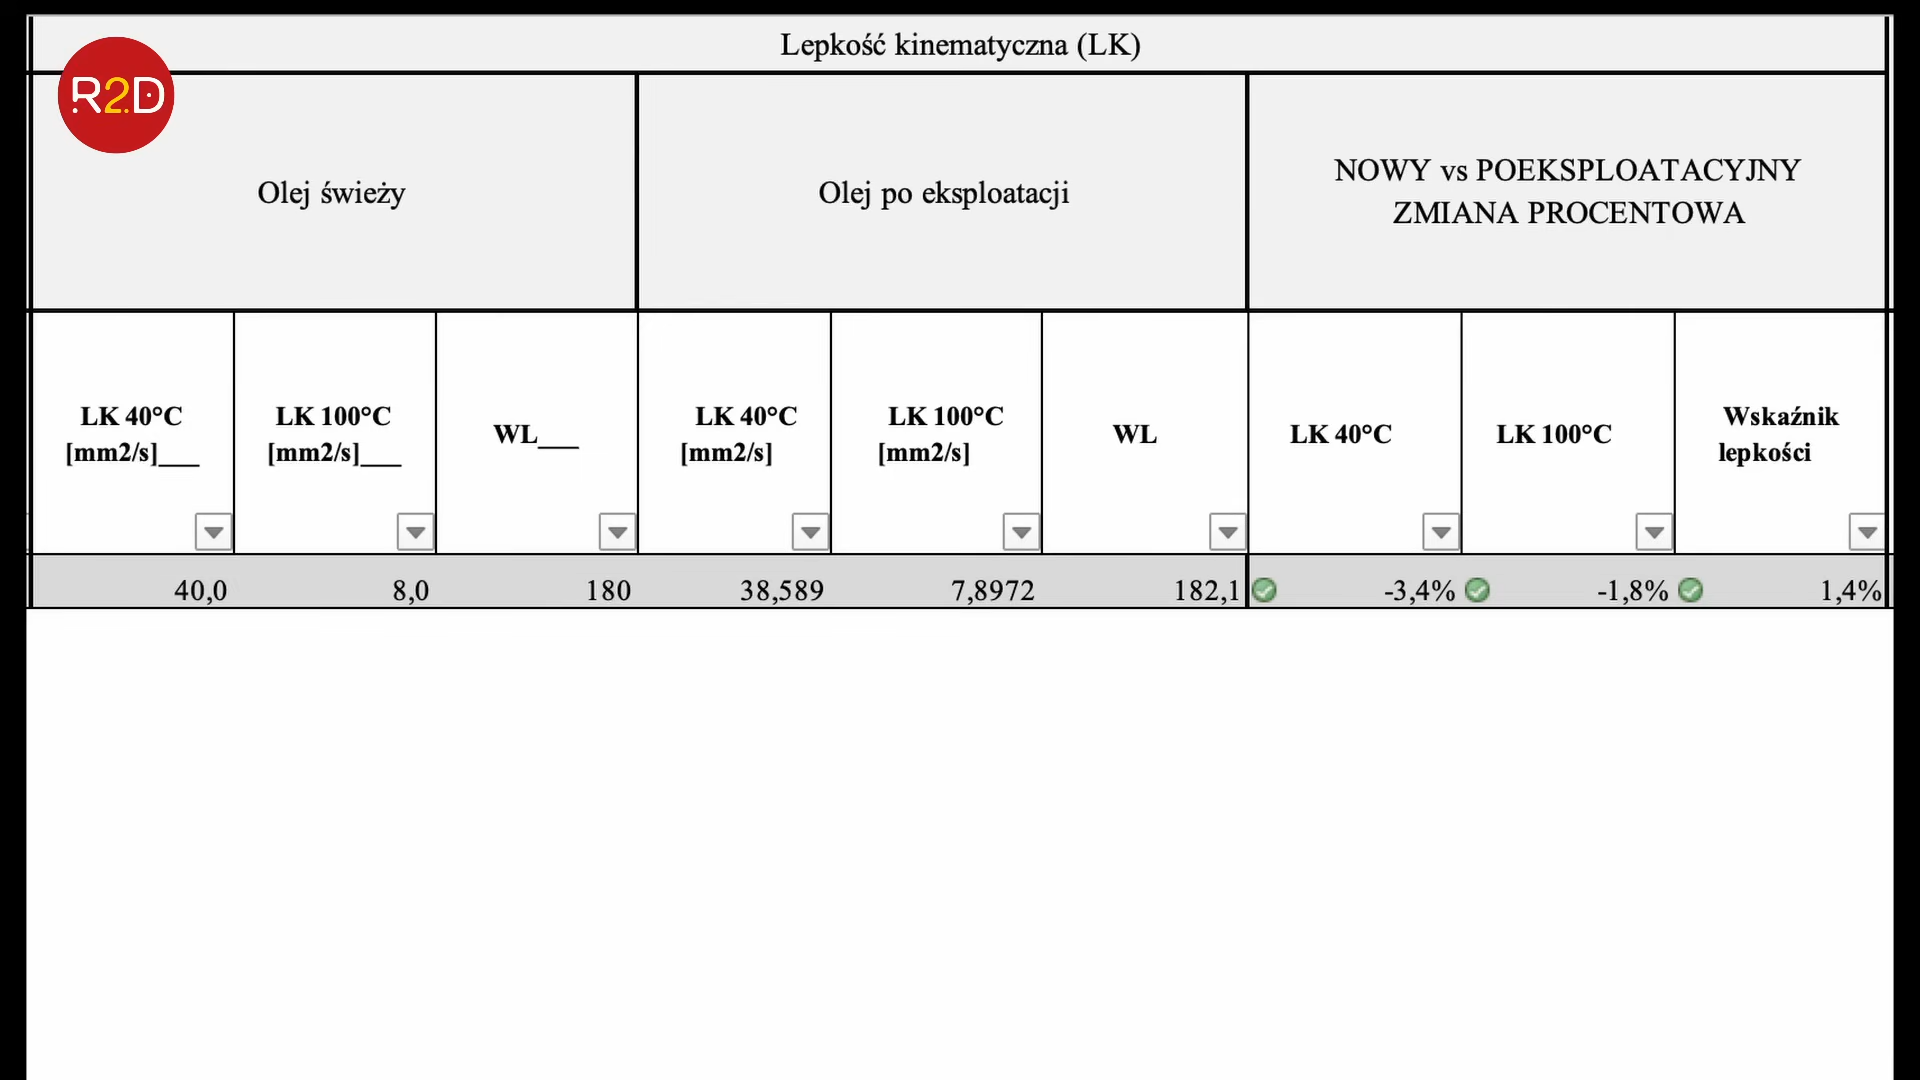 Lepkość kinematyczna (LK)
R2D
Olej świeży
Olej po eksploatacji
NOWY vs POEKSPLOATACYJNY
ZMIANA PROCENTOWA
LK 40°C
[mm2/s]___
LK 100°C
[mm2/s]___
WL___
LK 40°C
[mm2/s]
LK 100°C
[mm2/s]
WL
LK 40°C
LK 100°C
Wskaźnik
lepkości
40,0 8,0 180 38,589 7,8972 182,1 -3,4% -1,8% 1,4%